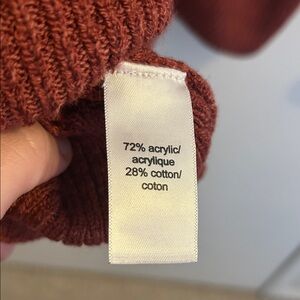 72% acrylic/
acrylique
28% cotton/
coton